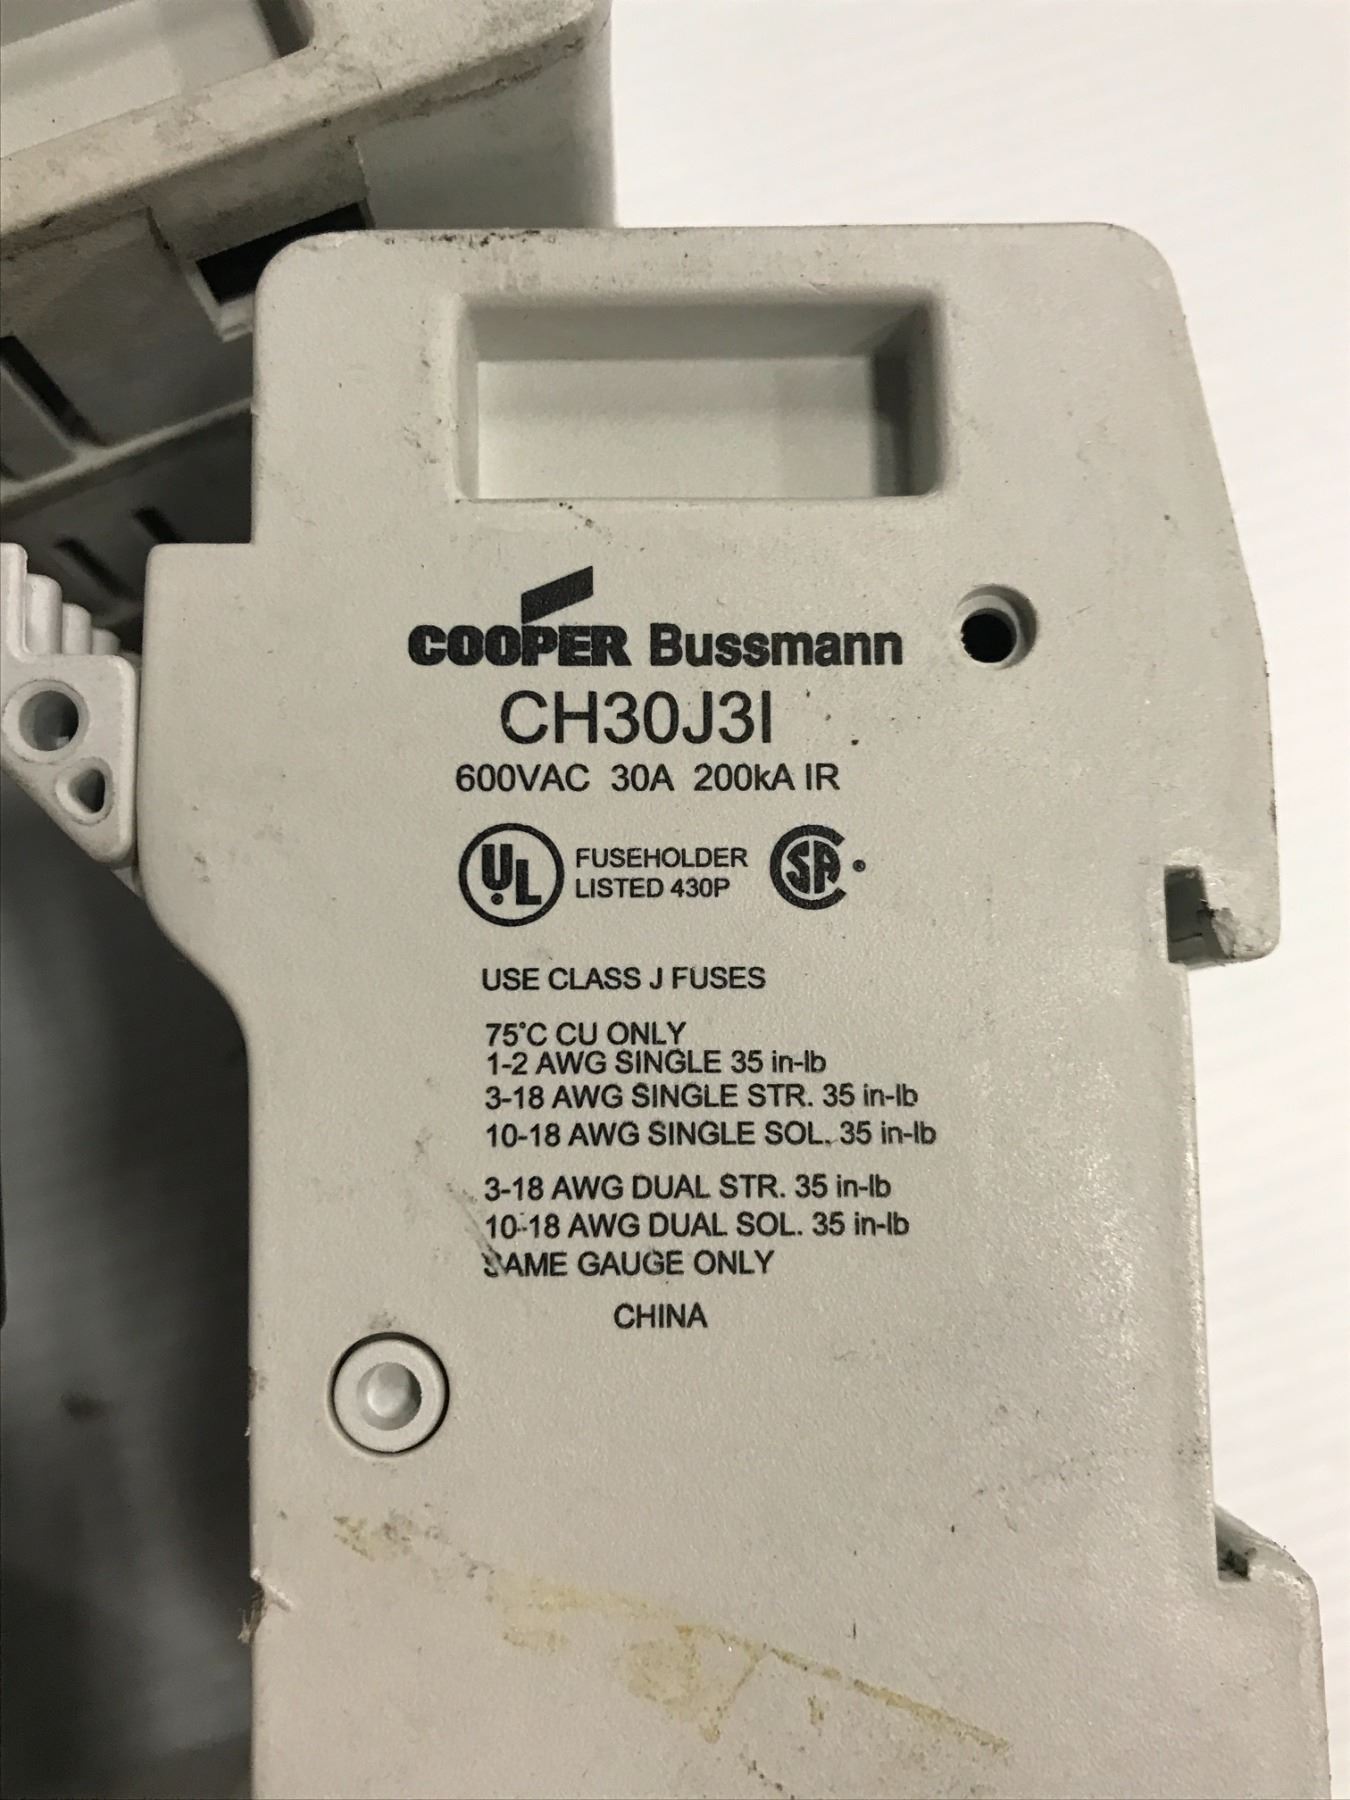 COOPER Bussmann
CH30J3I
600VAC 30A 200kA IR
UL FUSEHOLDER
LISTED 430P
SA ®
USE CLASS J FUSES
75°C CU ONLY
1-2 AWG SINGLE 35 in-lb
3-18 AWG SINGLE STR. 35 in-lb
10-18 AWG SINGLE SOL. 35 in-lb
3-18 AWG DUAL STR. 35 in-lb
10-18 AWG DUAL SOL. 35 in-lb
SAME GAUGE ONLY
CHINA